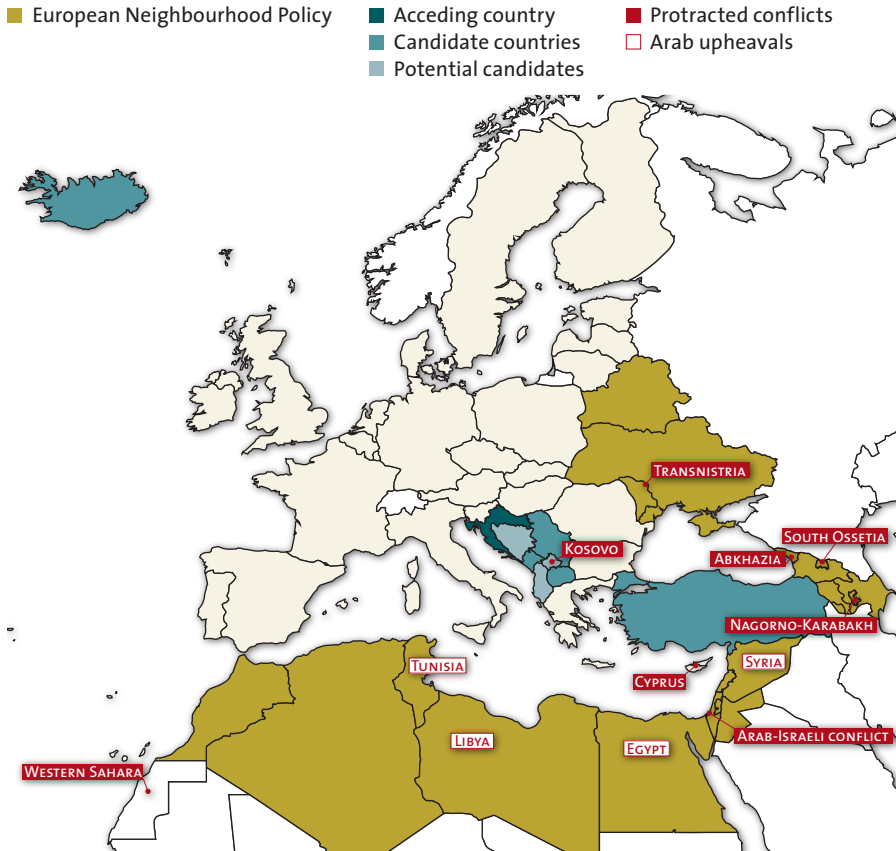 European Neighbourhood Policy
Acceding country
Candidate countries
Potential candidates
Protracted conflicts
Arab upheavals
TRANSNISTRIA
SOUTH OSSETIA
KOSOVO
ABKHAZIA
NAGORNO-KARABAKH
TUNISIA
SYRIA
CYPRUS
ARAB-ISRAELI CONFLICT
LIBYA
EGYPT
WESTERN SAHARA